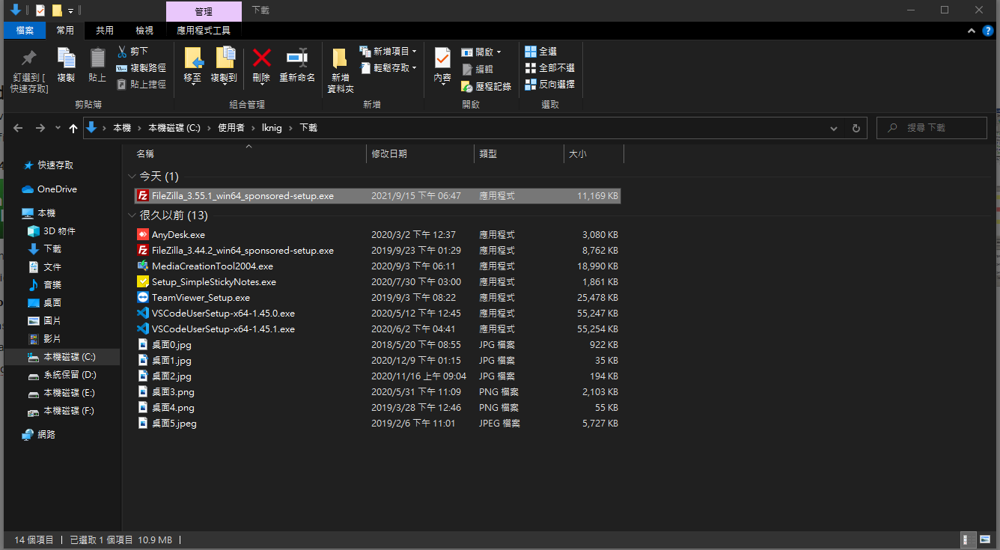 管理 下載
檔案 常用 共用 檢視 應用程式工具
釘選到 [快速存取]
複製
貼上
剪下
複製路徑
貼上捷徑
剪貼簿
移至
複製到
刪除
重新命名
組合管理
新增資料夾
新增項目
輕鬆存取
新增
內容
開啟
編輯
歷程記錄
開啟
全選
全部不選
反向選擇
選取
本機 › 本機磁碟 (C:) › 使用者 › lknig › 下載
搜尋 下載
快速存取
OneDrive
本機
3D 物件
下載
文件
音樂
桌面
圖片
影片
本機磁碟 (C:)
系統保留 (D:)
本機磁碟 (E:)
本機磁碟 (F:)
網路
名稱 修改日期 類型 大小
今天 (1)
FileZilla_3.55.1_win64_sponsored-setup.exe 2021/9/15 下午 06:47 應用程式 11,169 KB
很久以前 (13)
AnyDesk.exe 2020/3/2 下午 12:37 應用程式 3,080 KB
FileZilla_3.44.2_win64_sponsored-setup.exe 2019/9/23 下午 01:29 應用程式 8,762 KB
MediaCreationTool2004.exe 2020/9/3 下午 06:11 應用程式 18,990 KB
Setup_SimpleStickyNotes.exe 2020/7/30 下午 03:00 應用程式 1,861 KB
TeamViewer_Setup.exe 2019/9/3 下午 08:22 應用程式 25,478 KB
VSCodeUserSetup-x64-1.45.0.exe 2020/5/12 下午 12:45 應用程式 55,247 KB
VSCodeUserSetup-x64-1.45.1.exe 2020/6/2 下午 04:41 應用程式 55,254 KB
桌面0.jpg 2018/5/20 下午 08:55 JPG 檔案 922 KB
桌面1.jpg 2020/12/9 下午 01:15 JPG 檔案 35 KB
桌面2.jpg 2020/11/16 上午 09:04 JPG 檔案 194 KB
桌面3.png 2020/5/31 下午 11:09 PNG 檔案 2,103 KB
桌面4.png 2019/3/28 下午 12:46 PNG 檔案 55 KB
桌面5.jpeg 2019/2/6 下午 11:01 JPEG 檔案 5,727 KB
14 個項目 已選取 1 個項目 10.9 MB